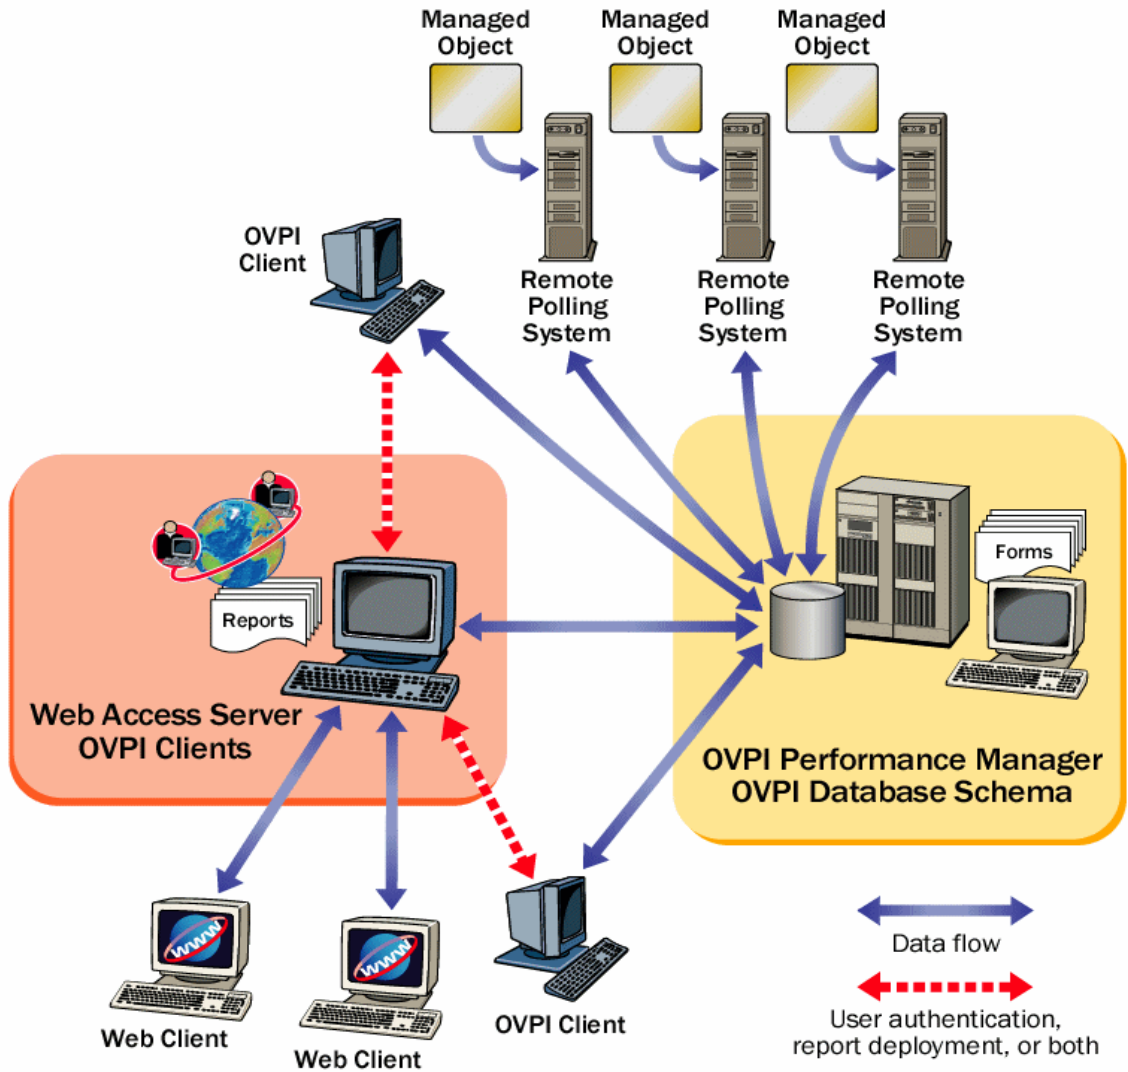 Managed
Object
Managed
Object
Managed
Object
OVPI
Client
Remote
Polling
System
Remote
Polling
System
Remote
Polling
System
Reports
Forms
Web Access Server
OVPI Clients
OVPI Performance Manager
OVPI Database Schema
www
Web Client
www
Web Client
OVPI Client
Data flow
User authentication,
report deployment, or both